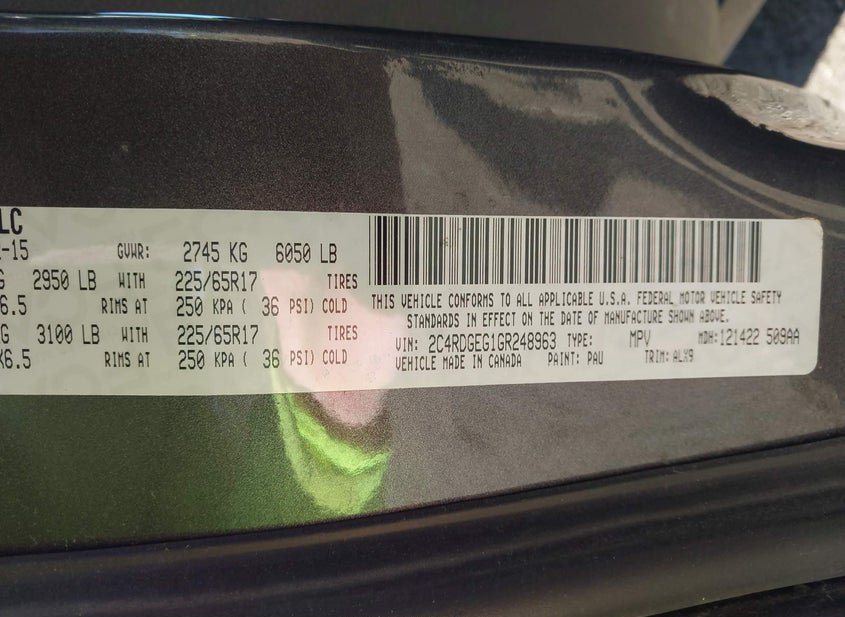 LC
-15 GVWR: 2745 KG 6050 LB
G 2950 LB WITH 225/65R17 TIRES
6.5 RIMS AT 250 KPA ( 36 PSI) COLD
G 3100 LB WITH 225/65R17 TIRES
X6.5 RIMS AT 250 KPA ( 36 PSI) COLD
THIS VEHICLE CONFORMS TO ALL APPLICABLE U.S.A. FEDERAL MOTOR VEHICLE SAFETY
STANDARDS IN EFFECT ON THE DATE OF MANUFACTURE SHOWN ABOVE.
VIN: 2C4RDGEG1GR248963 TYPE: MPV MDH:121422 509AA
VEHICLE MADE IN CANADA PAINT: PAU TRIM: ALX9